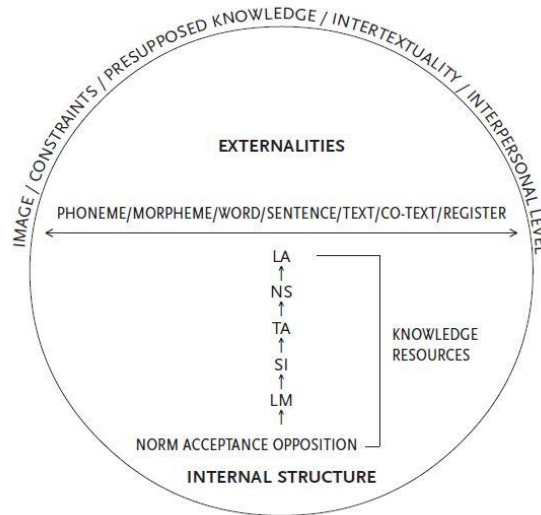 IMAGE / CONSTRAINTS / PRESUPPOSED KNOWLEDGE / INTERTEXTUALITY / INTERPERSONAL LEVEL
EXTERNALITIES
PHONEME/MORPHEME/WORD/SENTENCE/TEXT/CO-TEXT/REGISTER
LA
NS
TA
KNOWLEDGE
RESOURCES
SI
LM
NORM ACCEPTANCE OPPOSITION
INTERNAL STRUCTURE